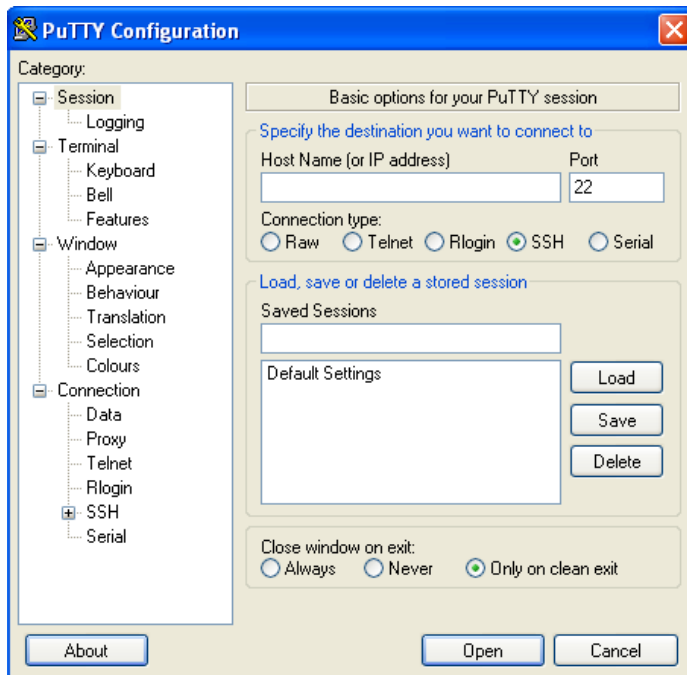 PuTTY Configuration
Category:
Session
Logging
Terminal
Keyboard
Bell
Features
Window
Appearance
Behaviour
Translation
Selection
Colours
Connection
Data
Proxy
Telnet
Rlogin
SSH
Serial
Basic options for your PuTTY session
Specify the destination you want to connect to
Host Name (or IP address) Port
22
Connection type:
Raw Telnet Rlogin SSH Serial
Load, save or delete a stored session
Saved Sessions
Default Settings
Load
Save
Delete
Close window on exit:
Always Never Only on clean exit
About Open Cancel